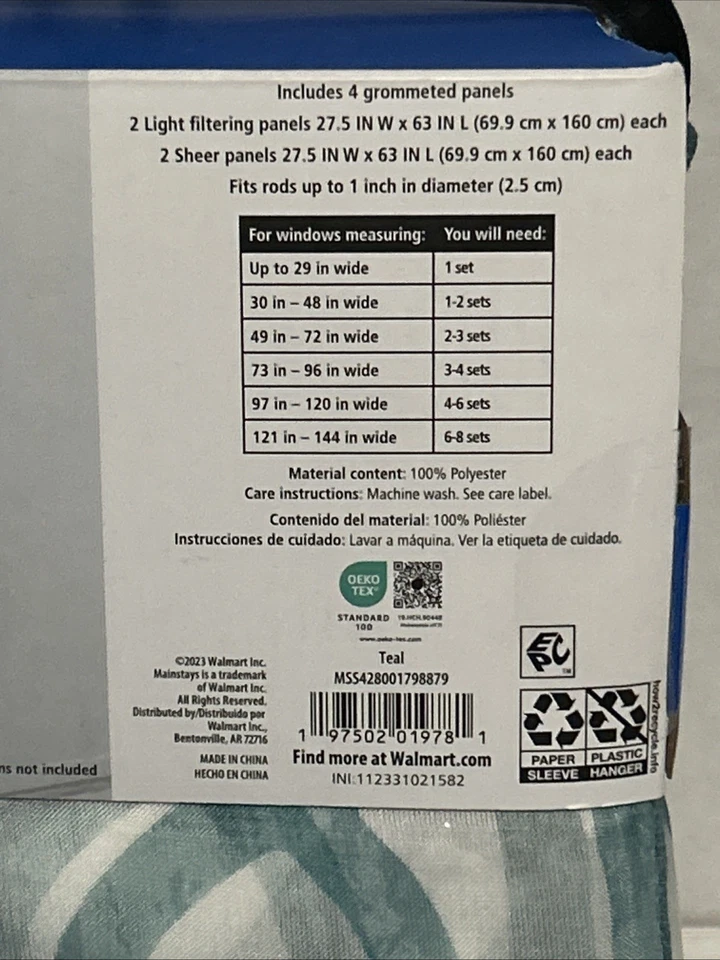 Includes 4 grommeted panels
2 Light filtering panels 27.5 IN W x 63 IN L (69.9 cm x 160 cm) each
2 Sheer panels 27.5 IN W x 63 IN L (69.9 cm x 160 cm) each
Fits rods up to 1 inch in diameter (2.5 cm)
For windows measuring: You will need:
Up to 29 in wide 1 set
30 in – 48 in wide 1-2 sets
49 in – 72 in wide 2-3 sets
73 in – 96 in wide 3-4 sets
97 in – 120 in wide 4-6 sets
121 in – 144 in wide 6-8 sets
Material content: 100% Polyester
Care instructions: Machine wash. See care label.
Contenido del material: 100% Poliéster
Instrucciones de cuidado: Lavar a máquina. Ver la etiqueta de cuidado.
OEKO
TEX®
STANDARD
100
www.oeko-tex.com
©2023 Walmart Inc.
Mainstays is a trademark
of Walmart Inc.
All Rights Reserved.
Distributed by/Distribuido por
Walmart Inc.,
Bentonville, AR 72716
MADE IN CHINA
HECHO EN CHINA
Teal
MS5428001798879
1 97502 01978 1
Find more at Walmart.com
INI:112331021582
EPC TM
PAPER
SLEEVE
PLASTIC
HANGER
how2recycle.info
ns not included